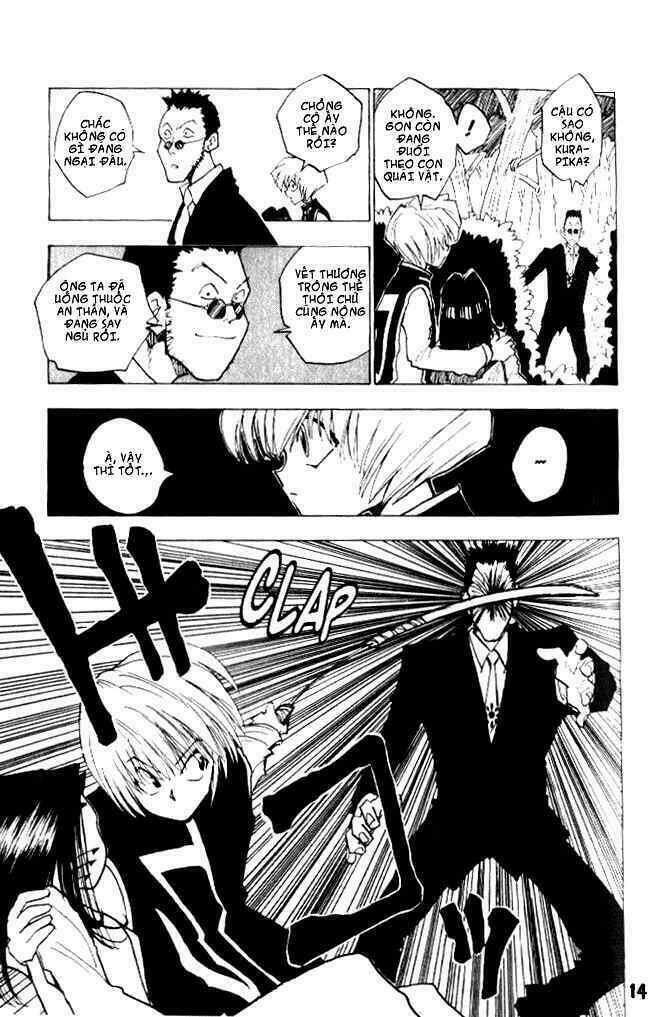 CẬU CÓ
SAO
KHÔNG,
KURA-
PIKA?
!
KHÔNG.
GON CÒN
ĐANG
ĐUỔI
THEO CON
QUÁI VẬT.
CHỒNG
CÔ ẤY
THẾ NÀO
RỒI?
CHẮC
KHÔNG CÓ
GÌ ĐÁNG
NGẠI ĐÂU.
VẾT THƯƠNG
TRÔNG THẾ
THÔI CHỨ
CŨNG NÔNG
ẤY MÀ.
ÔNG TA ĐÃ
UỐNG THUỐC
AN THẦN, VÀ
ĐANG SAY
NGỦ RỒI.
~
À, VẬY
THÌ TỐT...
CLAP
14